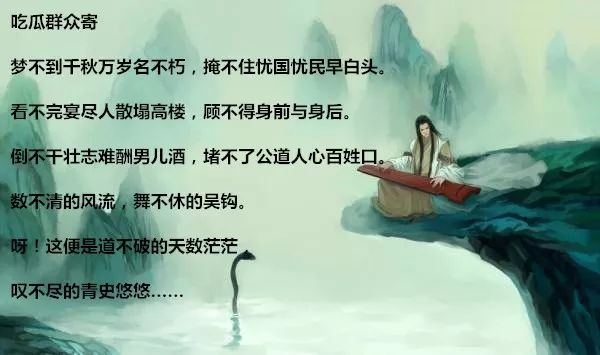 吃瓜群众寄
梦不到千秋万岁名不朽，掩不住忧国忧民早白头。
看不完宴尽人散塌高楼，顾不得身前与身后。
倒不干壮志难酬男儿酒，堵不了公道人心百姓口。
数不清的风流，舞不休的吴钩。
呀！这便是道不破的天数茫茫，
叹不尽的青史悠悠……